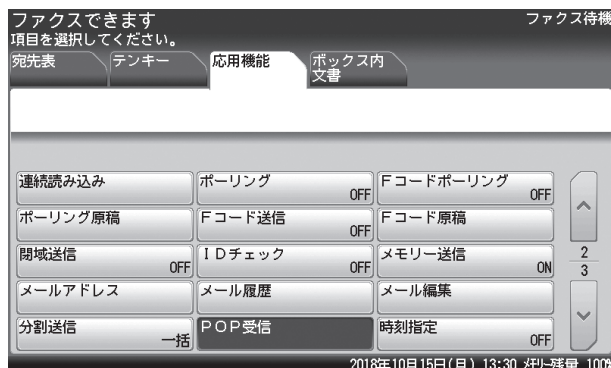 ファクスできます
ファクス待機
項目を選択してください。
宛先表
テンキー
応用機能
ボックス内
文書
連続読み込み
ポーリング
OFF
Fコードポーリング
OFF
ポーリング原稿
Fコード送信
OFF
Fコード原稿
閉域送信
OFF
IDチェック
OFF
メモリー送信
ON
2
3
メールアドレス
メール履歴
メール編集
分割送信
一括
POP受信
時刻指定
OFF
2018年10月15日(月) 13:30 メモリー残量 100%